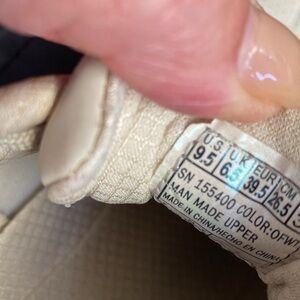 US UK EUR CM
9.5 6.5 39.5 26.5
SN 155400 COLOR:OFWT
MAN MADE UPPER
MADE IN CHINA/HECHO EN CHINA